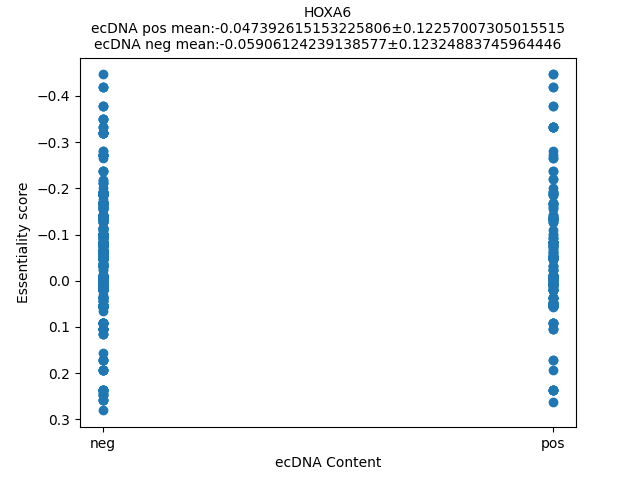 HOXA6
ecDNA pos mean:-0.047392615153225806±0.12257007305015515
ecDNA neg mean:-0.05906124239138577±0.12324883745964446
−0.4
−0.3
−0.2
−0.1
0.0
0.1
0.2
0.3
Essentiality score
neg
pos
ecDNA Content